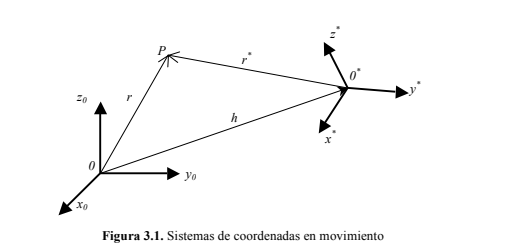 z*
P
r*
0*
y*
z₀
r
h
x*
0
y₀
x₀
Figura 3.1. Sistemas de coordenadas en movimiento